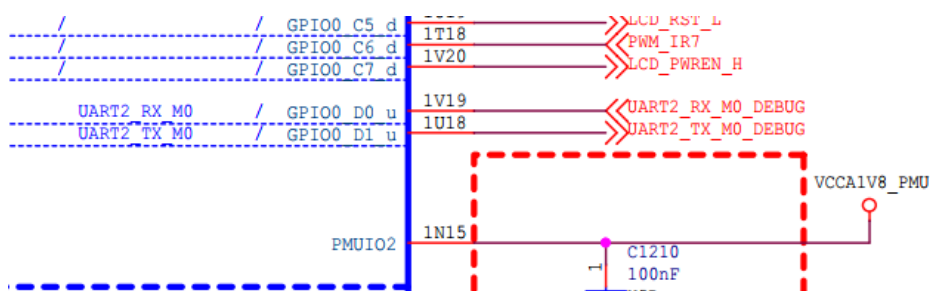 / / GPIO0_C5_d LCD_RST_L
/ / GPIO0_C6_d 1T18 PWM_IR7
/ / GPIO0_C7_d 1V20 LCD_PWREN_H
UART2_RX_M0 / GPIO0_D0_u 1V19 UART2_RX_M0_DEBUG
UART2_TX_M0 / GPIO0_D1_u 1U18 UART2_TX_M0_DEBUG
VCCA1V8_PMU
PMUIO2 1N15
C1210
1 100nF